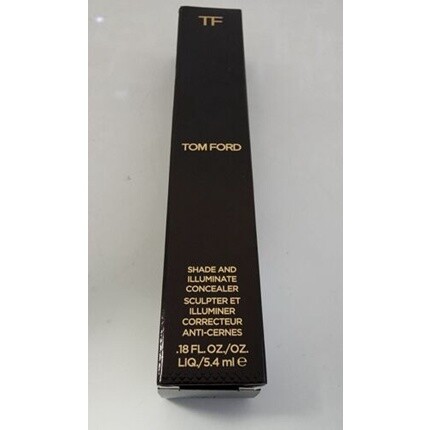 TF
TOM FORD
SHADE AND
ILLUMINATE
CONCEALER
SCULPTER ET
ILLUMINER
CORRECTEUR
ANTI-CERNES
.18 FL. OZ./OZ.
LIQ./5.4 ml ℮